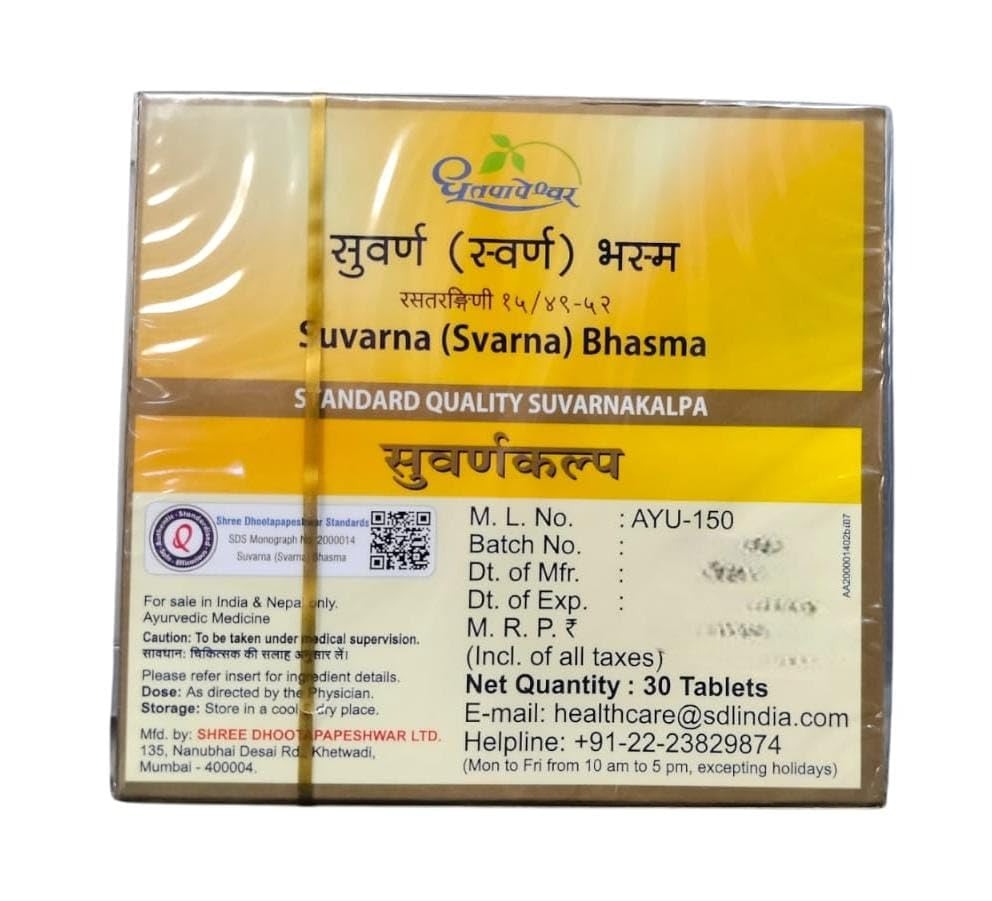 धूतपापेश्वर
सुवर्ण (स्वर्ण) भस्म
रसतरङ्गिणी १५/४९-५२
Suvarna (Svarna) Bhasma
STANDARD QUALITY SUVARNAKALPA
सुवर्णकल्प
Q
Shree Dhootapapeshwar Standards
SDS Monograph No. 2000014
Suvarna (Svarna) Bhasma
For sale in India & Nepal only.
Ayurvedic Medicine
Caution: To be taken under medical supervision.
सावधान: चिकित्सक की सलाह अनुसार लें।
Please refer insert for ingredient details.
Dose: As directed by the Physician.
Storage: Store in a cool & dry place.
Mfd. by: SHREE DHOOTAPAPESHWAR LTD.
135, Nanubhai Desai Rd., Khetwadi,
Mumbai - 400004.
M. L. No. : AYU-150
Batch No. :
Dt. of Mfr. :
Dt. of Exp. :
M. R. P. ₹
(Incl. of all taxes)
Net Quantity : 30 Tablets
E-mail: healthcare@sdlindia.com
Helpline: +91-22-23829874
(Mon to Fri from 10 am to 5 pm, excepting holidays)